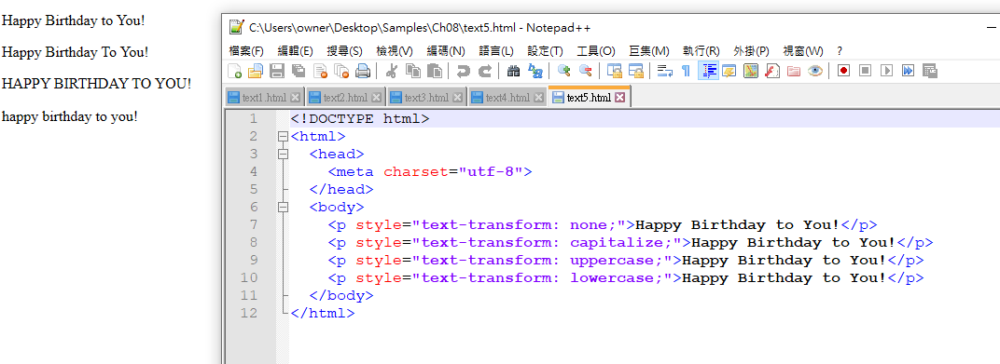 Happy Birthday to You!
Happy Birthday To You!
HAPPY BIRTHDAY TO YOU!
happy birthday to you!
C:\Users\owner\Desktop\Samples\Ch08\text5.html - Notepad++
檔案(F) 編輯(E) 搜尋(S) 檢視(V) 編碼(N) 語言(L) 設定(T) 工具(O) 巨集(M) 執行(R) 外掛(P) 視窗(W) ?
text1.html text2.html text3.html text4.html text5.html
1 <!DOCTYPE html>
2 <html>
3 <head>
4 <meta charset="utf-8">
5 </head>
6 <body>
7 <p style="text-transform: none;">Happy Birthday to You!</p>
8 <p style="text-transform: capitalize;">Happy Birthday to You!</p>
9 <p style="text-transform: uppercase;">Happy Birthday to You!</p>
10 <p style="text-transform: lowercase;">Happy Birthday to You!</p>
11 </body>
12 </html>